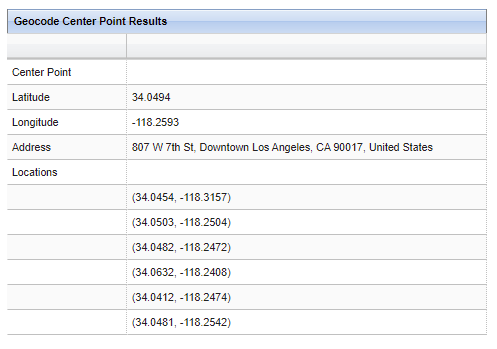 Geocode Center Point Results
Center Point
Latitude 34.0494
Longitude -118.2593
Address 807 W 7th St, Downtown Los Angeles, CA 90017, United States
Locations
(34.0454, -118.3157)
(34.0503, -118.2504)
(34.0482, -118.2472)
(34.0632, -118.2408)
(34.0412, -118.2474)
(34.0481, -118.2542)